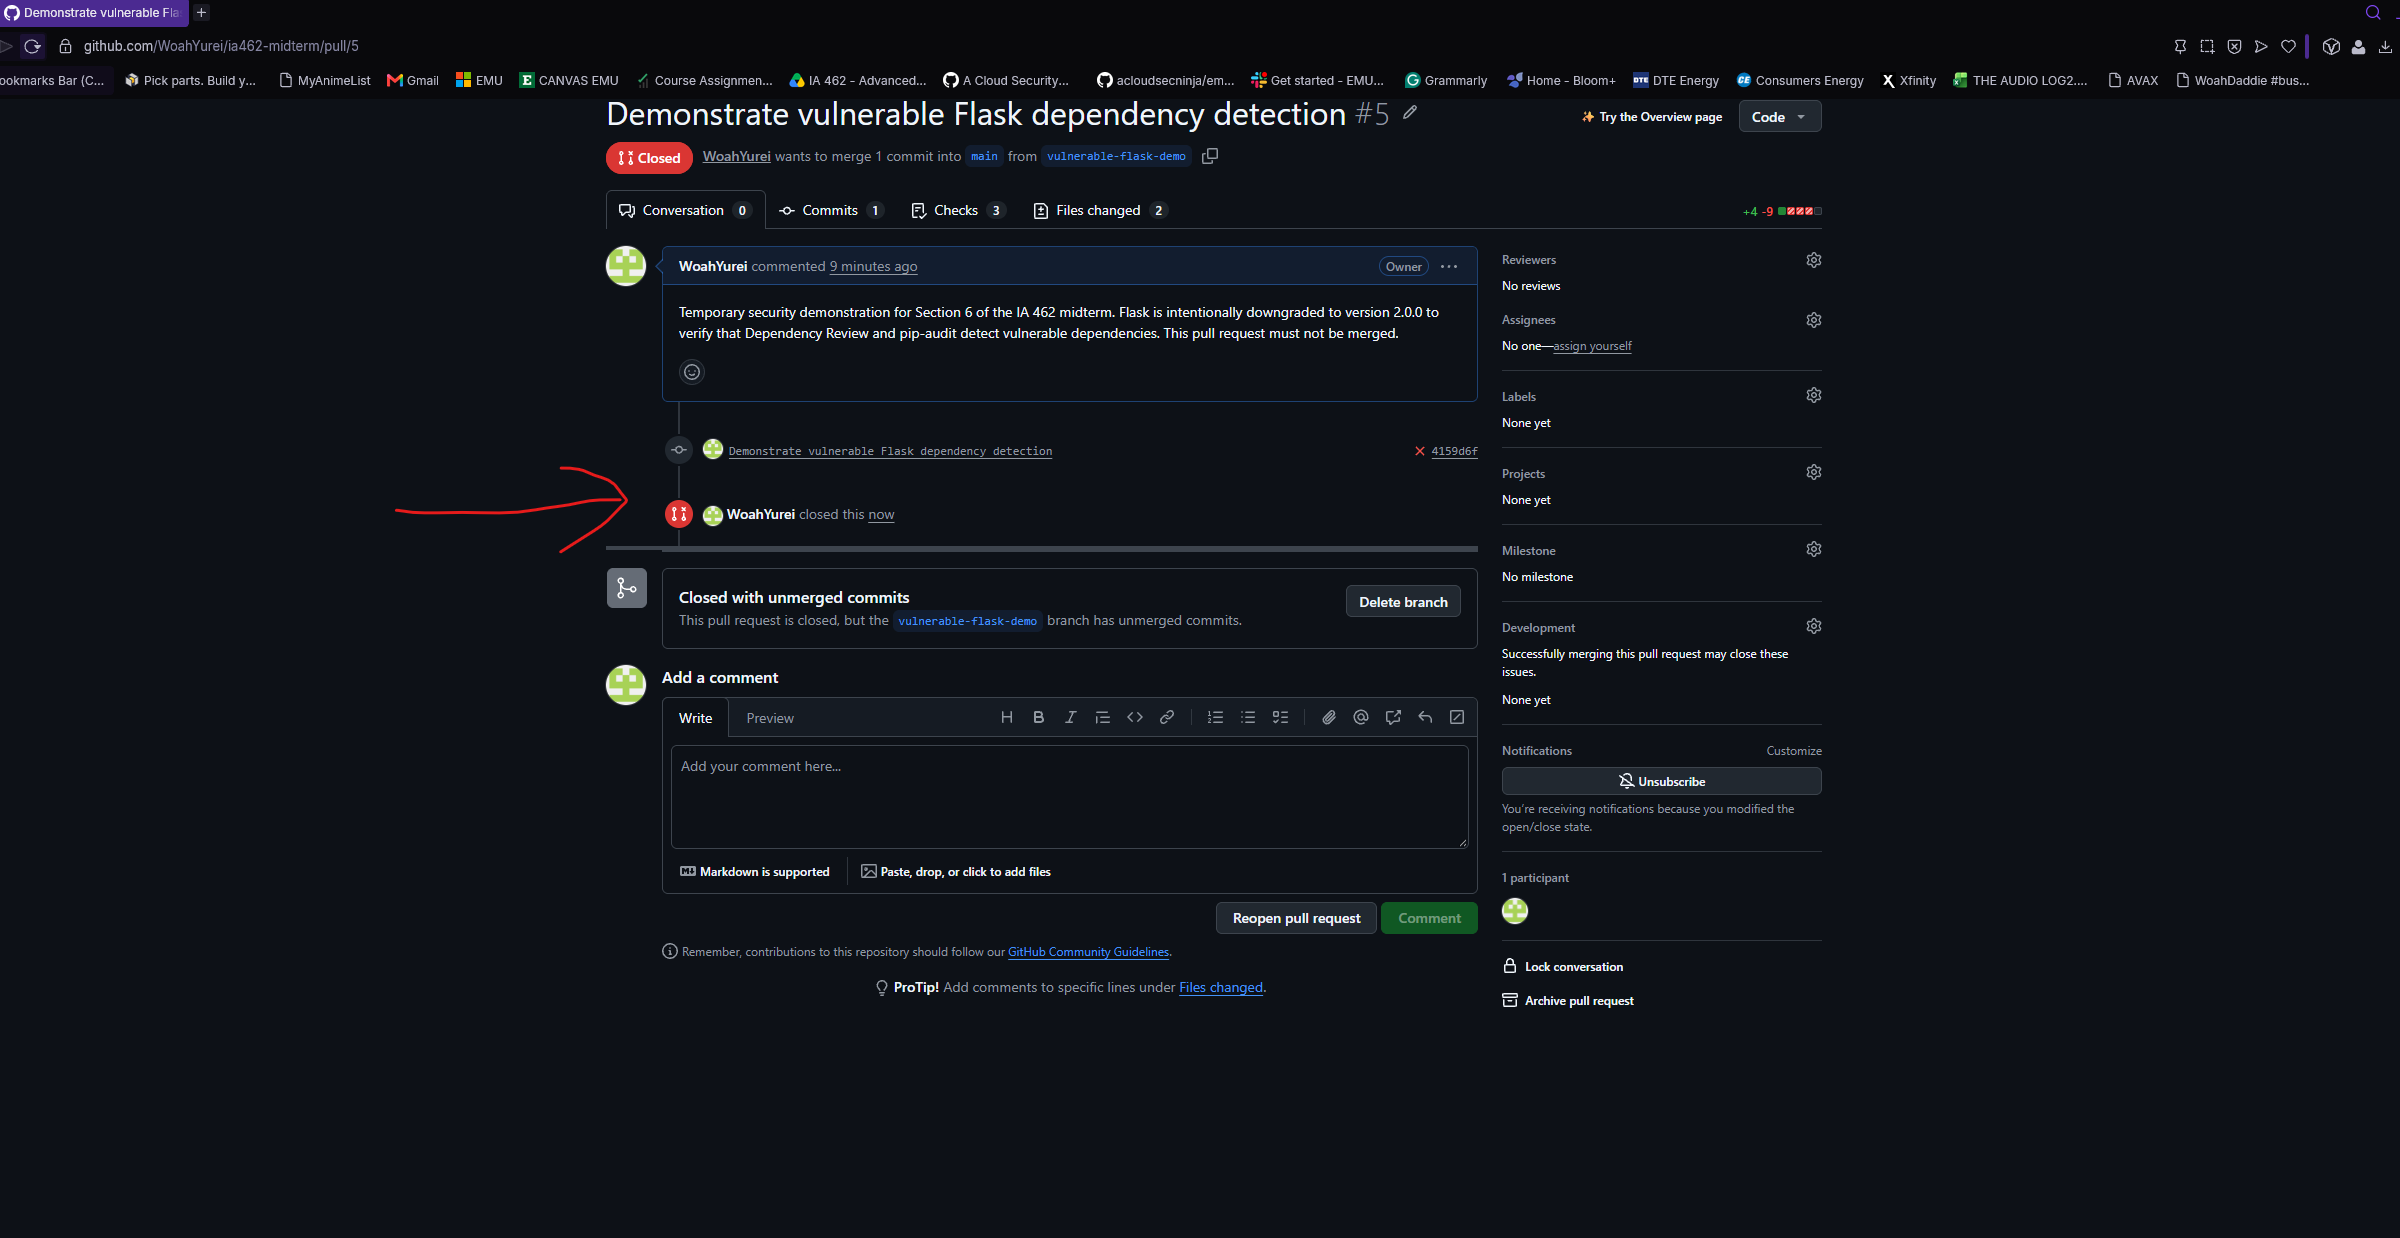 Demonstrate vulnerable Fla
github.com/WoahYurei/ia462-midterm/pull/5
ookmarks Bar (C... Pick parts. Build y... MyAnimeList Gmail EMU CANVAS EMU Course Assignmen... IA 462 - Advanced... A Cloud Security... acloudsecninja/em... Get started - EMU... Grammarly Home - Bloom+ DTE Energy Consumers Energy Xfinity THE AUDIO LOG2.... AVAX WoahDaddie #bus...
Demonstrate vulnerable Flask dependency detection #5
Try the Overview page
Code
Closed
WoahYurei wants to merge 1 commit into main from vulnerable-flask-demo
Conversation 0
Commits 1
Checks 3
Files changed 2
+4 -9
WoahYurei commented 9 minutes ago
Owner
Temporary security demonstration for Section 6 of the IA 462 midterm. Flask is intentionally downgraded to version 2.0.0 to
verify that Dependency Review and pip-audit detect vulnerable dependencies. This pull request must not be merged.
Demonstrate vulnerable Flask dependency detection
4159d6f
WoahYurei closed this now
Closed with unmerged commits
This pull request is closed, but the vulnerable-flask-demo branch has unmerged commits.
Delete branch
Add a comment
Write
Preview
Add your comment here...
Markdown is supported
Paste, drop, or click to add files
Reopen pull request
Comment
Remember, contributions to this repository should follow our GitHub Community Guidelines.
ProTip! Add comments to specific lines under Files changed.
Reviewers
No reviews
Assignees
No one—assign yourself
Labels
None yet
Projects
None yet
Milestone
No milestone
Development
Successfully merging this pull request may close these
issues.
None yet
Notifications
Customize
Unsubscribe
You're receiving notifications because you modified the
open/close state.
1 participant
Lock conversation
Archive pull request